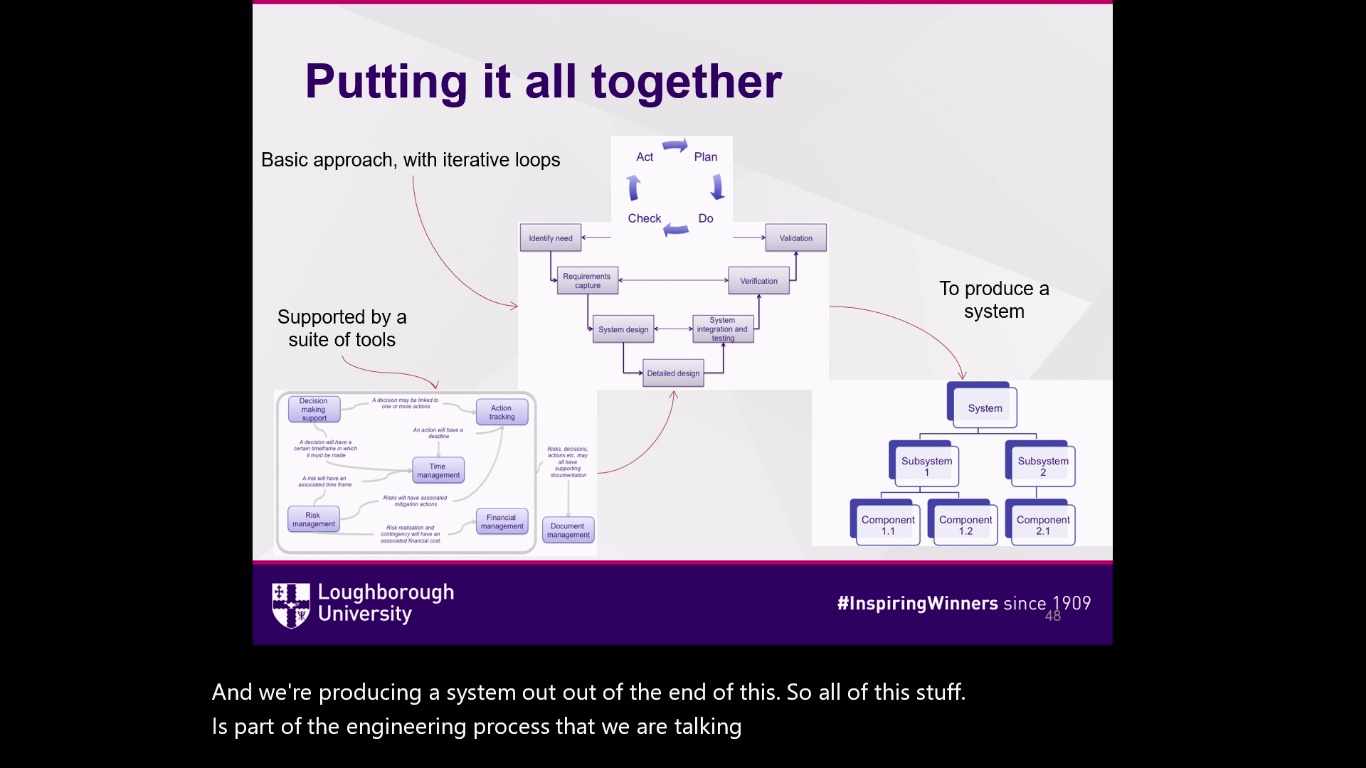 Putting it all together
Basic approach, with iterative loops
Act
Plan
Check
Do
Identify need
Validation
Requirements
capture
Verification
System design
System
integration and
testing
Detailed design
Supported by a
suite of tools
To produce a
system
Decision
making
support
A decision may be linked to
one or more actions
Action
tracking
An action will have a
deadline
A decision will have a
certain timeframe in which
it must be made
Time
management
A risk will have an
associated time frame
Risks will have associated
mitigation actions
Risk
management
Risk realisation and
contingency will have an
associated financial cost.
Financial
management
Risks, decisions,
actions etc. may
all have
supporting
documentation
Document
management
System
Subsystem
1
Subsystem
2
Component
1.1
Component
1.2
Component
2.1
Loughborough
University
#InspiringWinners since 1909
48
And we're producing a system out out of the end of this. So all of this stuff.
Is part of the engineering process that we are talking